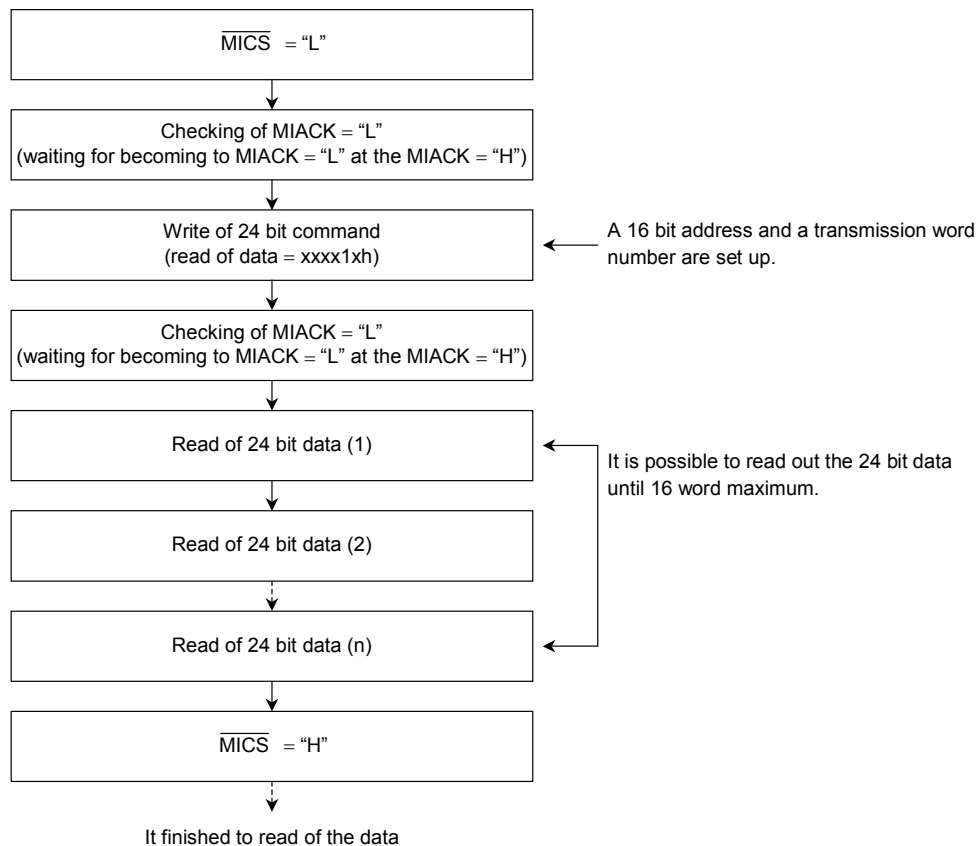 MICS = “L”
Checking of MIACK = “L”
(waiting for becoming to MIACK = “L” at the MIACK = “H”)
Write of 24 bit command
(read of data = xxxx1xh)
A 16 bit address and a transmission word
number are set up.
Checking of MIACK = “L”
(waiting for becoming to MIACK = “L” at the MIACK = “H”)
Read of 24 bit data (1)
It is possible to read out the 24 bit data
until 16 word maximum.
Read of 24 bit data (2)
Read of 24 bit data (n)
MICS = “H”
It finished to read of the data